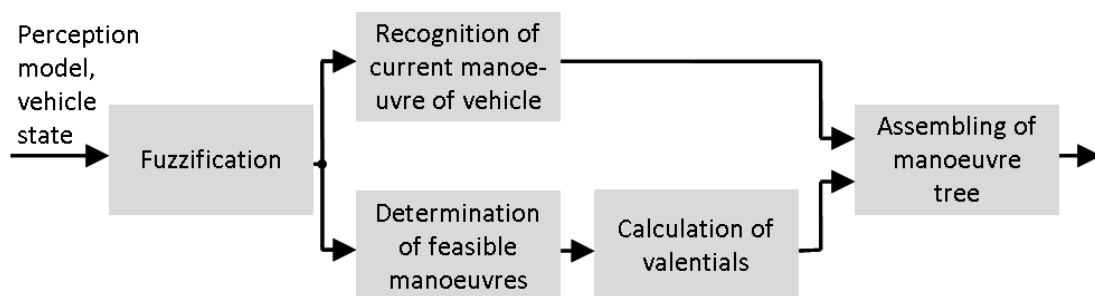 Perception
model,
vehicle
state
Fuzzification
Recognition of
current manoe-
uvre of vehicle
Determination
of feasible
manoeuvres
Calculation of
valentials
Assembling of
manoeuvre
tree